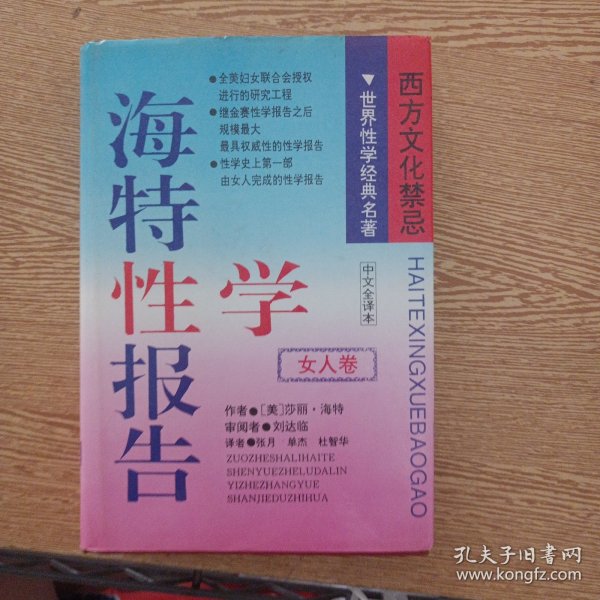 西方文化禁忌
▼世界性学经典名著
●全美妇女联合会授权
进行的研究工程
●继金赛性学报告之后
规模最大
最具权威性的性学报告
●性学史上第一部
由女人完成的性学报告
海特性学报告
中文全译本
女人卷
HAITEXINGXUEBAOGAO
作者●［美］莎丽·海特
审阅者●刘达临
译者●张月 单杰 杜智华
ZUOZHESHALIHAITE
SHENYUEZHELUDALIN
YIZHEZHANGYUE
SHANJIEDUZHIHUA
孔夫子旧书网
www.kongfz.com